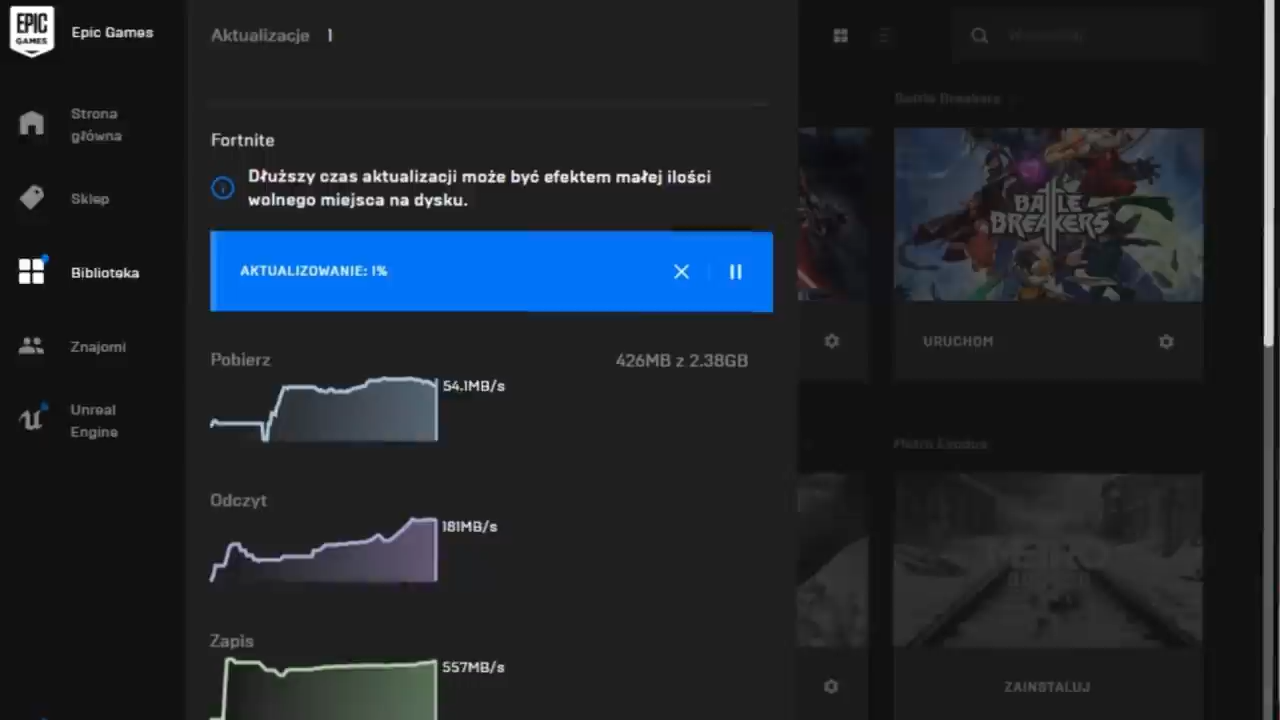 EPIC
GAMES
Epic Games
Strona
główna
Sklep
Biblioteka
Znajomi
Unreal
Engine
Aktualizacje 1
Fortnite
Dłuższy czas aktualizacji może być efektem małej ilości
wolnego miejsca na dysku.
AKTUALIZOWANIE: 1%
Pobierz
426MB z 2.38GB
54.1MB/s
Odczyt
181MB/s
Zapis
557MB/s
Battle Breakers
BATTLE
BREAKERS
URUCHOM
Metro Exodus
ZAINSTALUJ